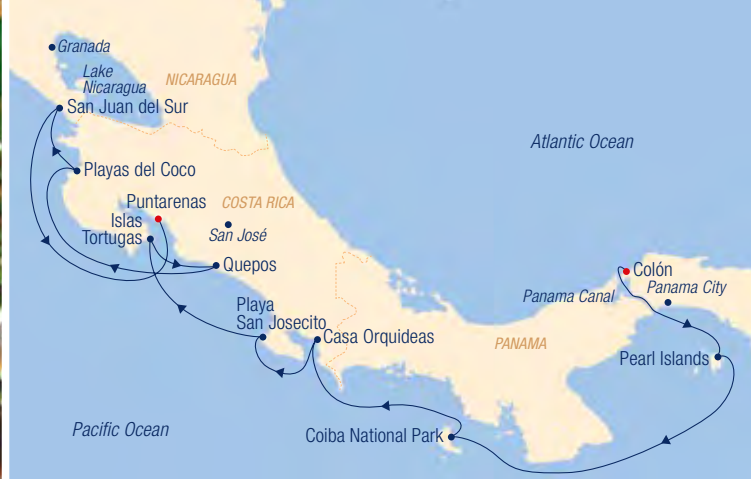 Granada
Lake
Nicaragua
NICARAGUA
San Juan del Sur
Atlantic Ocean
Playas del Coco
Puntarenas
COSTA RICA
Islas
Tortugas
San José
Quepos
Colón
Panama City
Panama Canal
Playa
San Josecito
Casa Orquideas
PANAMA
Pearl Islands
Pacific Ocean
Coiba National Park